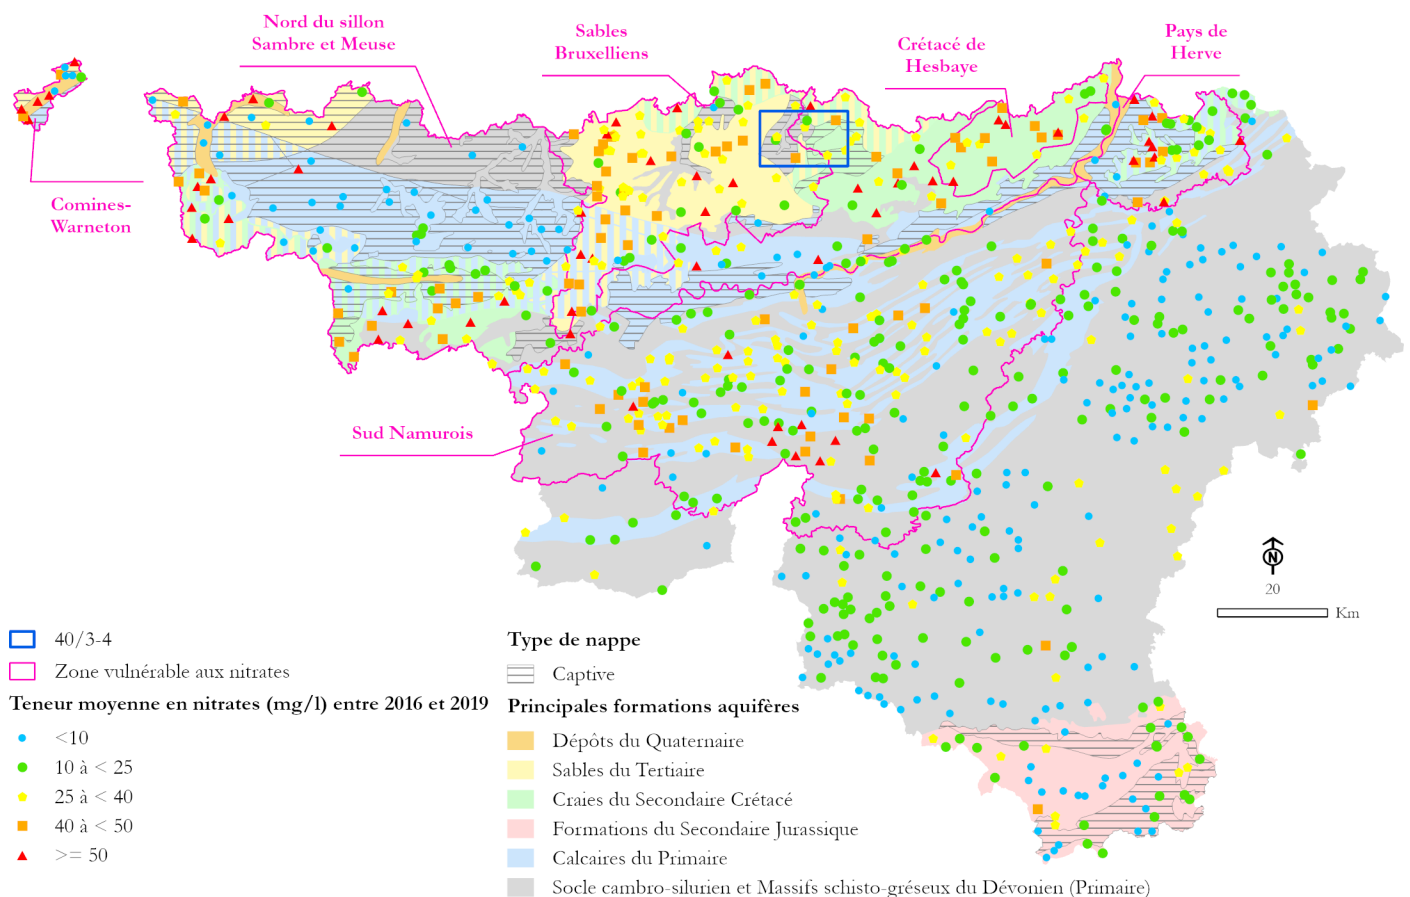 Nord du sillon
Sambre et Meuse
Sables
Bruxelliens
Crétacé de
Hesbaye
Pays de
Herve
Comines-
Warneton
Sud Namurois
N
20
Km
40/3-4
Zone vulnérable aux nitrates
Teneur moyenne en nitrates (mg/l) entre 2016 et 2019
<10
10 à < 25
25 à < 40
40 à < 50
>= 50
Type de nappe
Captive
Principales formations aquifères
Dépôts du Quaternaire
Sables du Tertiaire
Craies du Secondaire Crétacé
Formations du Secondaire Jurassique
Calcaires du Primaire
Socle cambro-silurien et Massifs schisto-gréseux du Dévonien (Primaire)